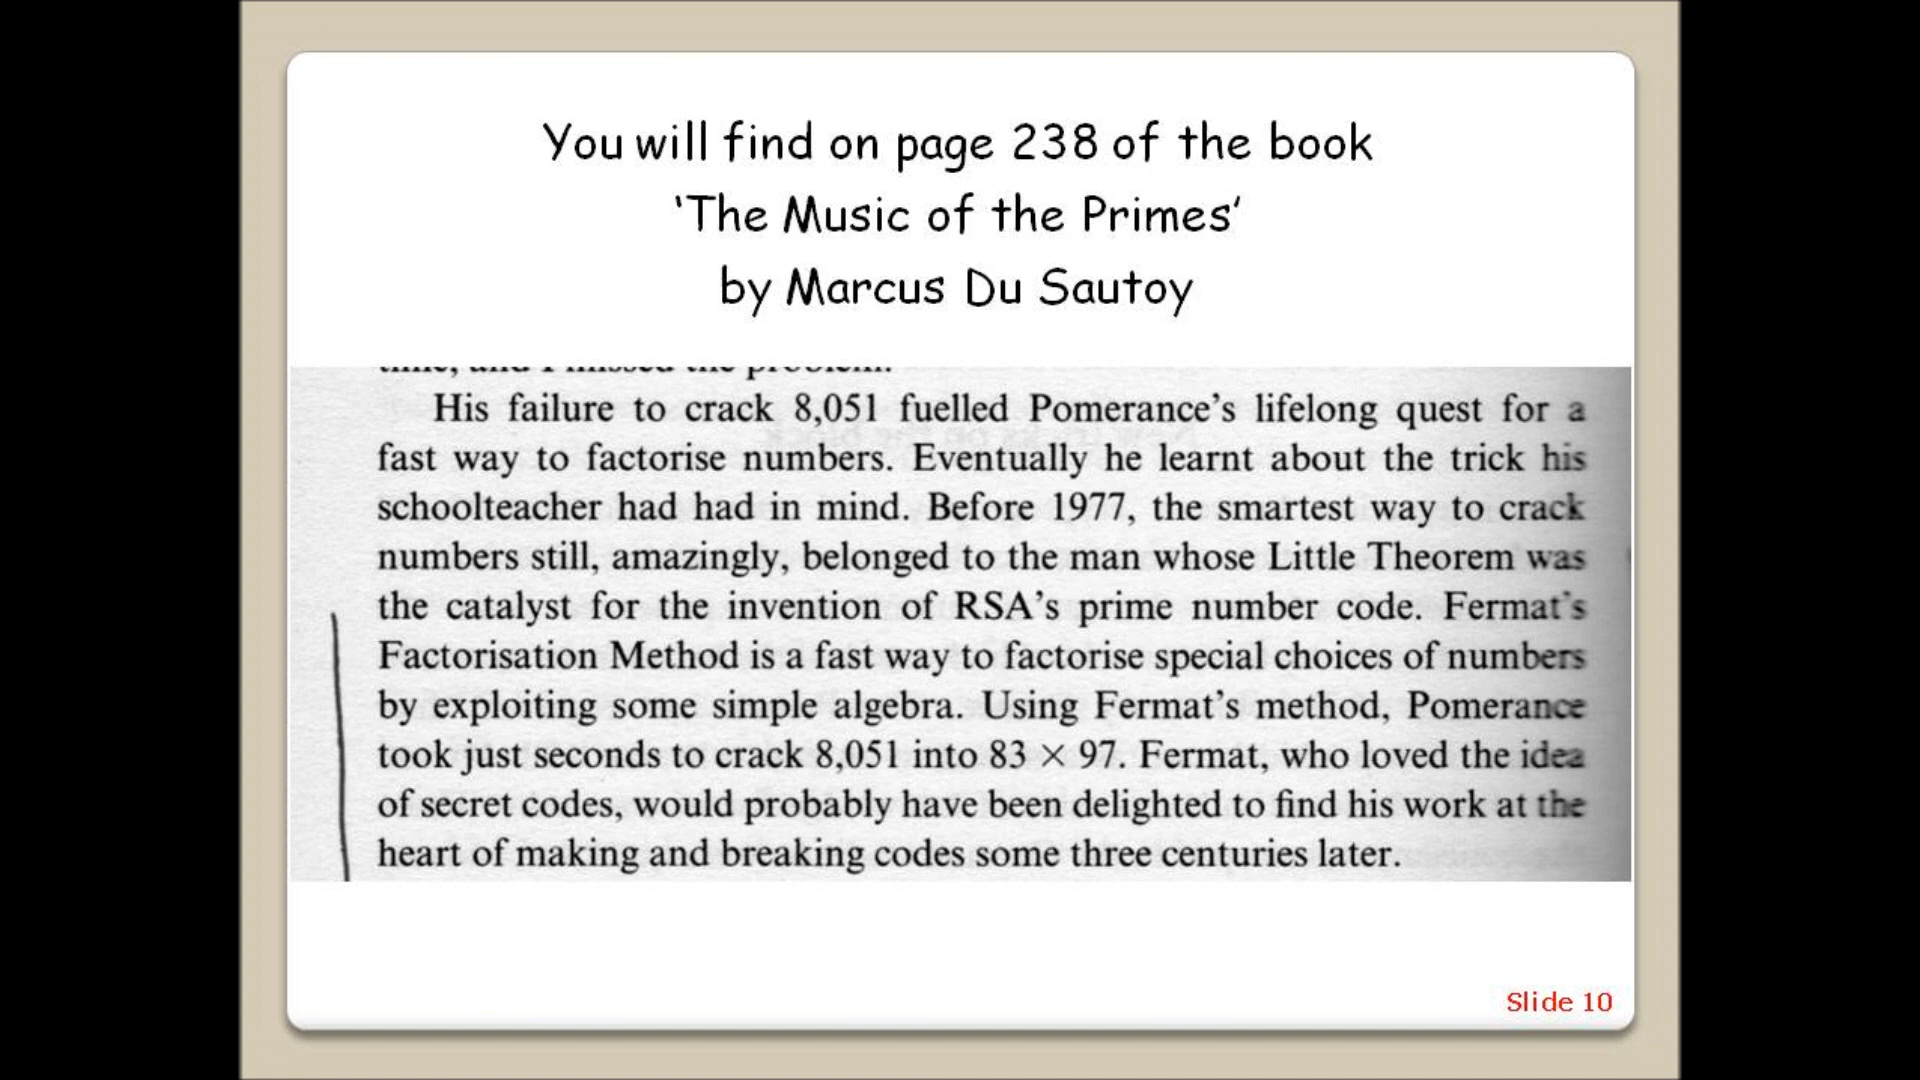 You will find on page 238 of the book
‘The Music of the Primes’
by Marcus Du Sautoy
time, and I missed the problem.
His failure to crack 8,051 fuelled Pomerance’s lifelong quest for a
fast way to factorise numbers. Eventually he learnt about the trick his
schoolteacher had had in mind. Before 1977, the smartest way to crack
numbers still, amazingly, belonged to the man whose Little Theorem was
the catalyst for the invention of RSA’s prime number code. Fermat’s
Factorisation Method is a fast way to factorise special choices of numbers
by exploiting some simple algebra. Using Fermat’s method, Pomerance
took just seconds to crack 8,051 into 83 × 97. Fermat, who loved the idea
of secret codes, would probably have been delighted to find his work at the
heart of making and breaking codes some three centuries later.
Slide 10